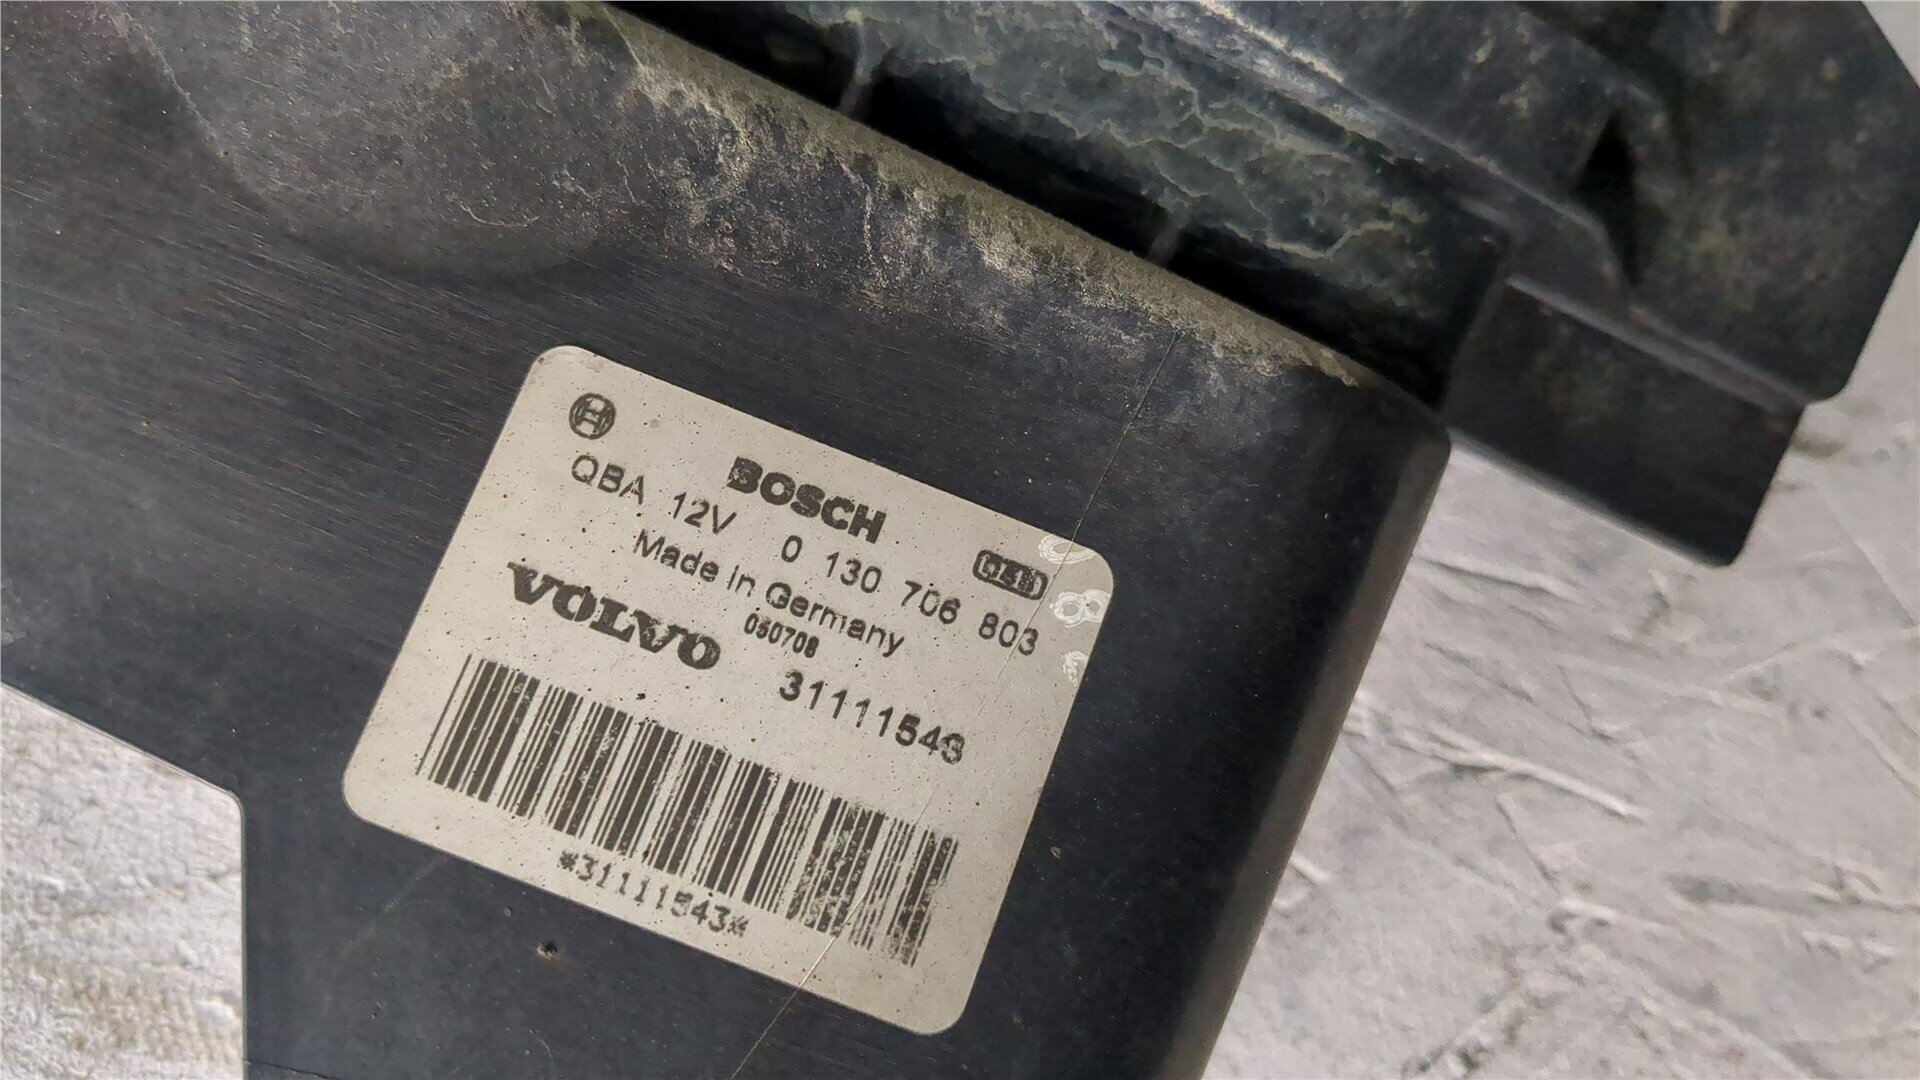 BOSCH
QBA 12V 0 130 706 803
Made in Germany
050708
VOLVO 31111543
*31111543*